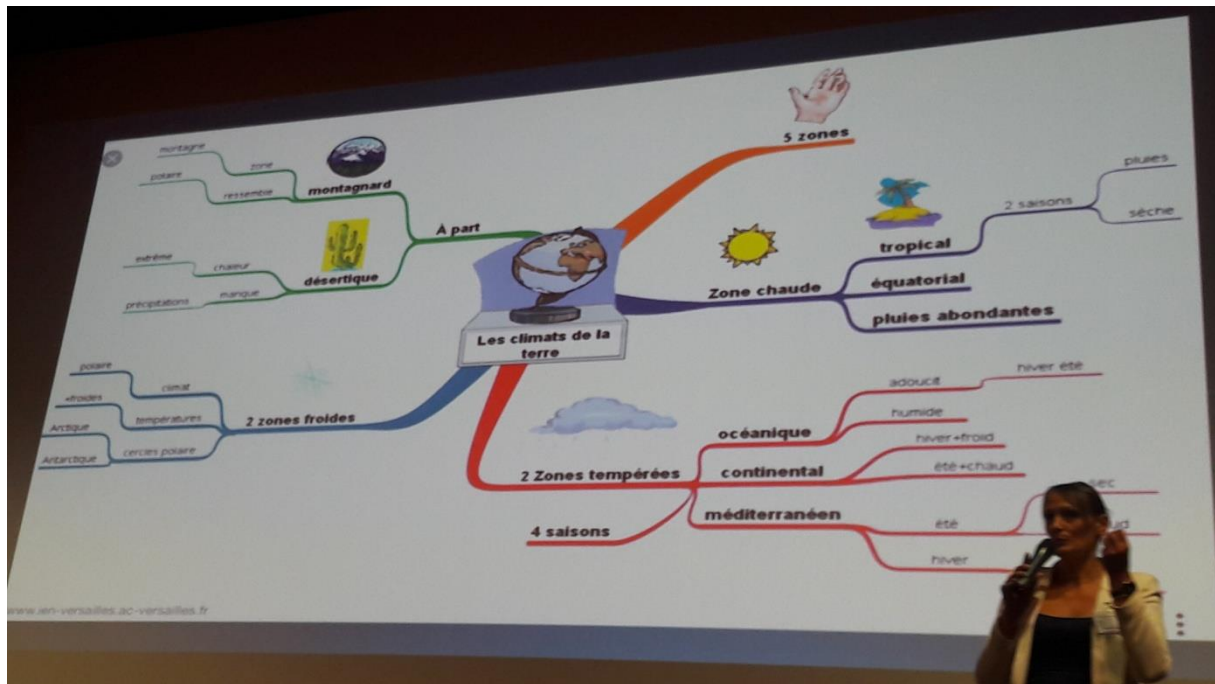 5 zones
pluies
2 saisons
sèche
tropical
équatorial
Zone chaude
pluies abondantes
montagne
zone
polaire
ressemble
montagnard
À part
extrême
chaleur
désertique
précipitations
manque
Les climats de la
terre
polaire
climat
+froides
températures
2 zones froides
Arctique
cercles polaire
Antarctique
hiver été
adoucit
humide
océanique
hiver+froid
2 Zones tempérées
continental
été+chaud
sec
méditerranéen
été
4 saisons
hiver
www.ien-versailles.ac-versailles.fr